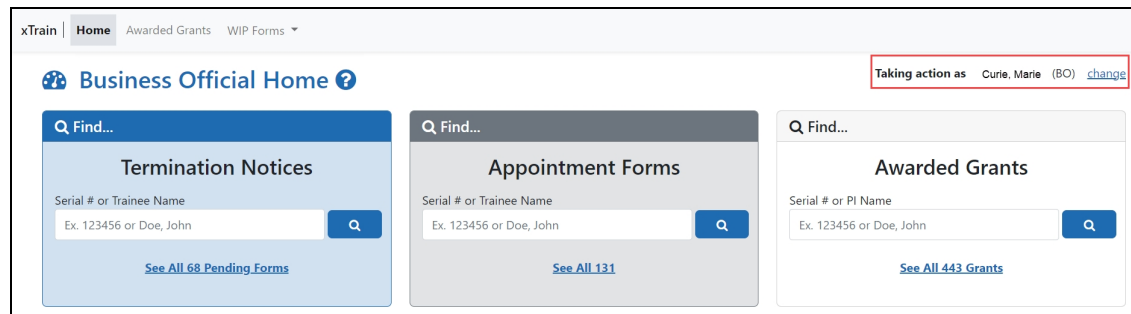 xTrain Home Awarded Grants WIP Forms
Business Official Home
Taking action as Curie, Marie (BO) change
Find...
Termination Notices
Serial # or Trainee Name
Ex. 123456 or Doe, John
See All 68 Pending Forms
Find...
Appointment Forms
Serial # or Trainee Name
Ex. 123456 or Doe, John
See All 131
Find...
Awarded Grants
Serial # or PI Name
Ex. 123456 or Doe, John
See All 443 Grants